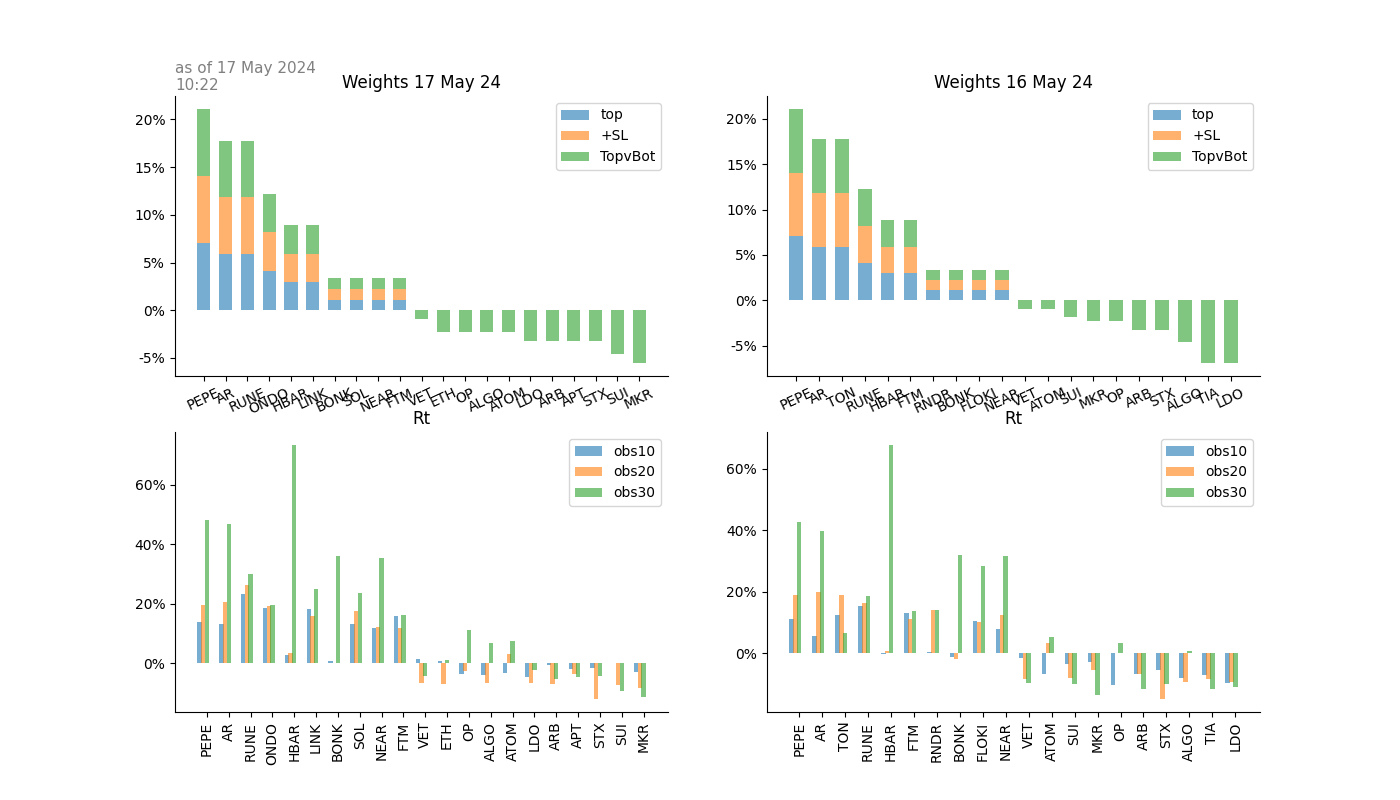 as of 17 May 2024
10:22
Weights 17 May 24
20%
15%
10%
5%
0%
-5%
top
+SL
TopvBot
PEPE AR RUNE ONDO HBAR LINK BONK SOL NEAR FTM VET ETH OP ALGO ATOM LDO ARB APT STX SUI MKR
Weights 16 May 24
20%
15%
10%
5%
0%
-5%
top
+SL
TopvBot
PEPE AR TON RUNE HBAR FTM RNDR BONK FLOKI NEAR VET ATOM SUI MKR OP ARB STX ALGO TIA LDO
Rt
60%
40%
20%
0%
obs10
obs20
obs30
PEPE AR RUNE ONDO HBAR LINK BONK SOL NEAR FTM VET ETH OP ALGO ATOM LDO ARB APT STX SUI MKR
Rt
60%
40%
20%
0%
obs10
obs20
obs30
PEPE AR TON RUNE HBAR FTM RNDR BONK FLOKI NEAR VET ATOM SUI MKR OP ARB STX ALGO TIA LDO